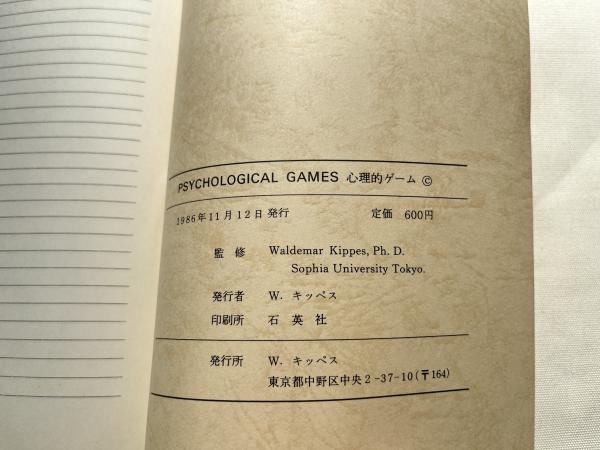 PSYCHOLOGICAL GAMES 心理的ゲーム ©
1986年11月12日 発行 定価 600円
監 修 Waldemar Kippes, Ph. D.
Sophia University Tokyo.
発行者 W. キッペス
印刷所 石 英 社
発行所 W. キッペス
東京都中野区中央2-37-10(〒164)